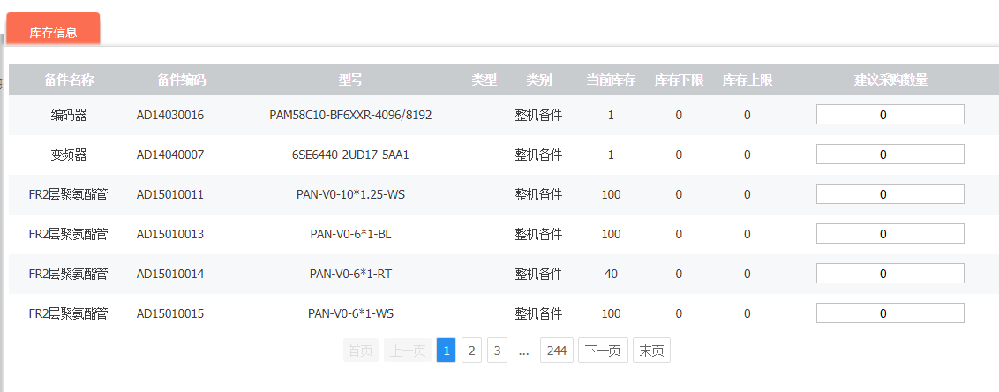 库存信息
备件名称 备件编码 型号 类型 类别 当前库存 库存下限 库存上限 建议采购数量
编码器 AD14030016 PAM58C10-BF6XXR-4096/8192 整机备件 1 0 0 0
变频器 AD14040007 6SE6440-2UD17-5AA1 整机备件 1 0 0 0
FR2层聚氨酯管 AD15010011 PAN-V0-10*1.25-WS 整机备件 100 0 0 0
FR2层聚氨酯管 AD15010013 PAN-V0-6*1-BL 整机备件 100 0 0 0
FR2层聚氨酯管 AD15010014 PAN-V0-6*1-RT 整机备件 40 0 0 0
FR2层聚氨酯管 AD15010015 PAN-V0-6*1-WS 整机备件 100 0 0 0
首页 上一页 1 2 3 ... 244 下一页 末页